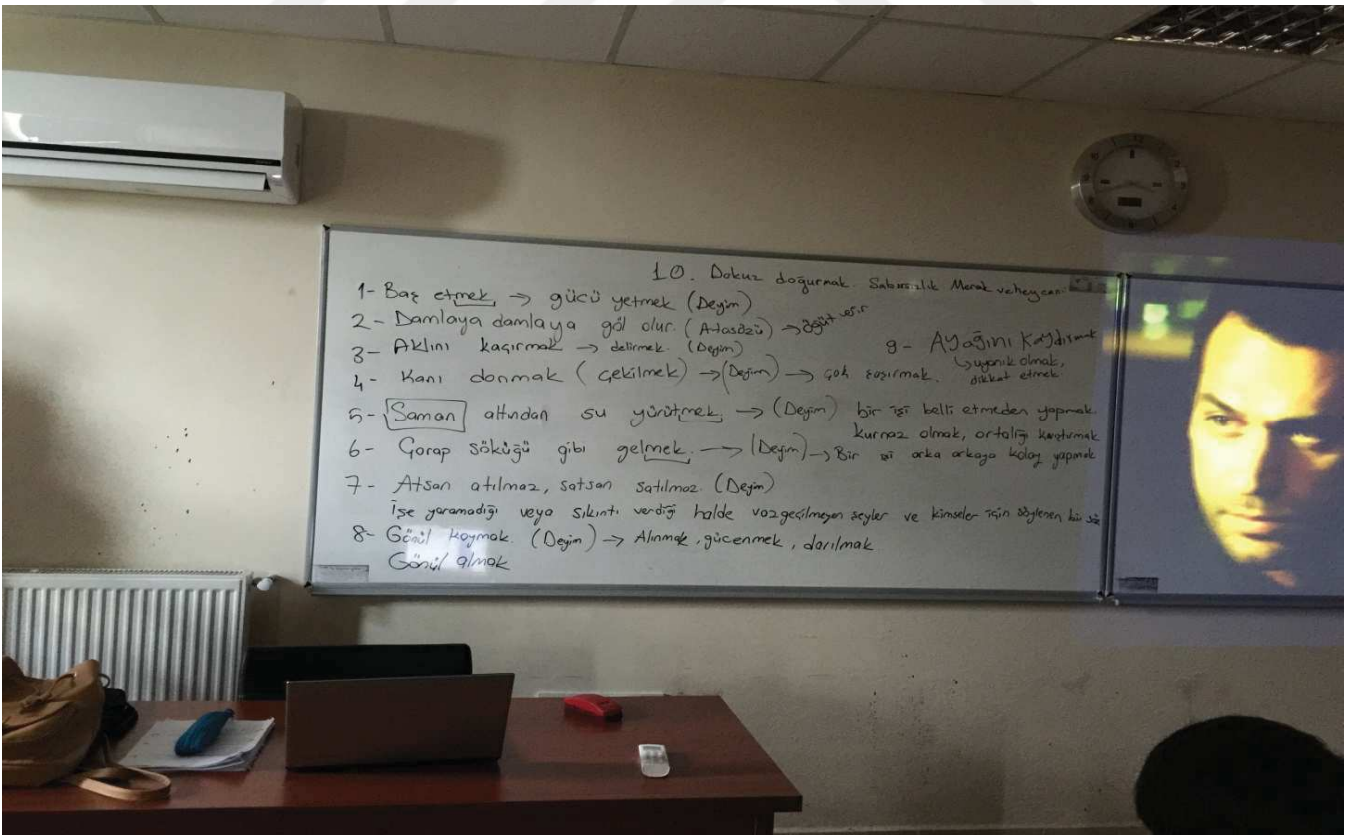 10. Dokuz doğurmak. Sabırsızlık Merak ve heyecan
1- Baş etmek, → gücü yetmek (Deyim)
2- Damlaya damlaya göl olur. (Atasözü) → öğüt verir
3- Aklını kaçırmak → delirmek. (Deyim)
9- Ayağını kaydırmak
↳ uyanık olmak, dikkat etmek.
4- Kanı donmak (çekilmek) → (Deyim) → çok şaşırmak.
5- Saman altından su yürütmek, → (Deyim) bir işi belli etmeden yapmak
kurnaz olmak, ortalığı karıştırmak
6- Çorap söküğü gibi gelmek. → (Deyim) → Bir işi arka arkaya kolay yapmak
7- Atsan atılmaz, satsan satılmaz. (Deyim)
İşe yaramadığı veya sıkıntı verdiği halde vazgeçilmeyen şeyler ve kimseler için söylenen bir söz
8- Gönül koymak. (Deyim) → Alınmak, gücenmek, darılmak
Gönül almak